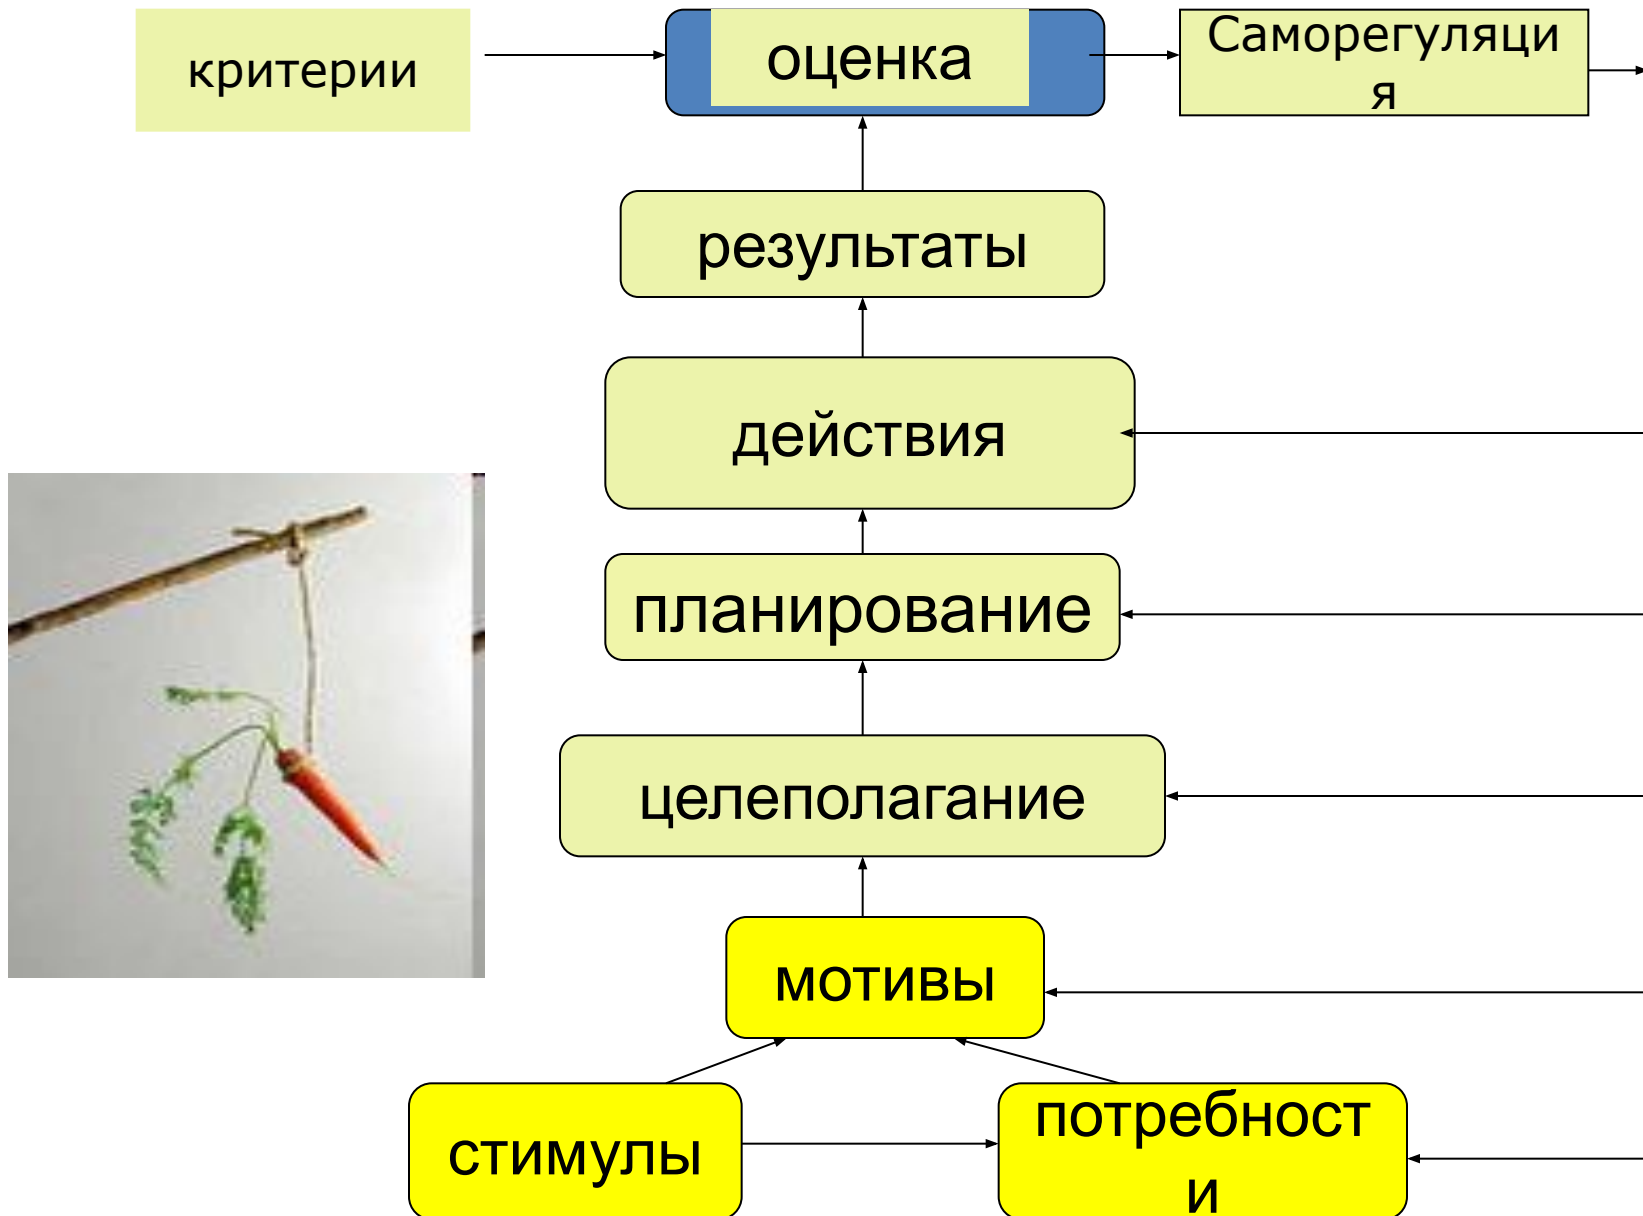 критерии
оценка
Саморегуляци
я
результаты
действия
планирование
целеполагание
мотивы
стимулы
потребност
и